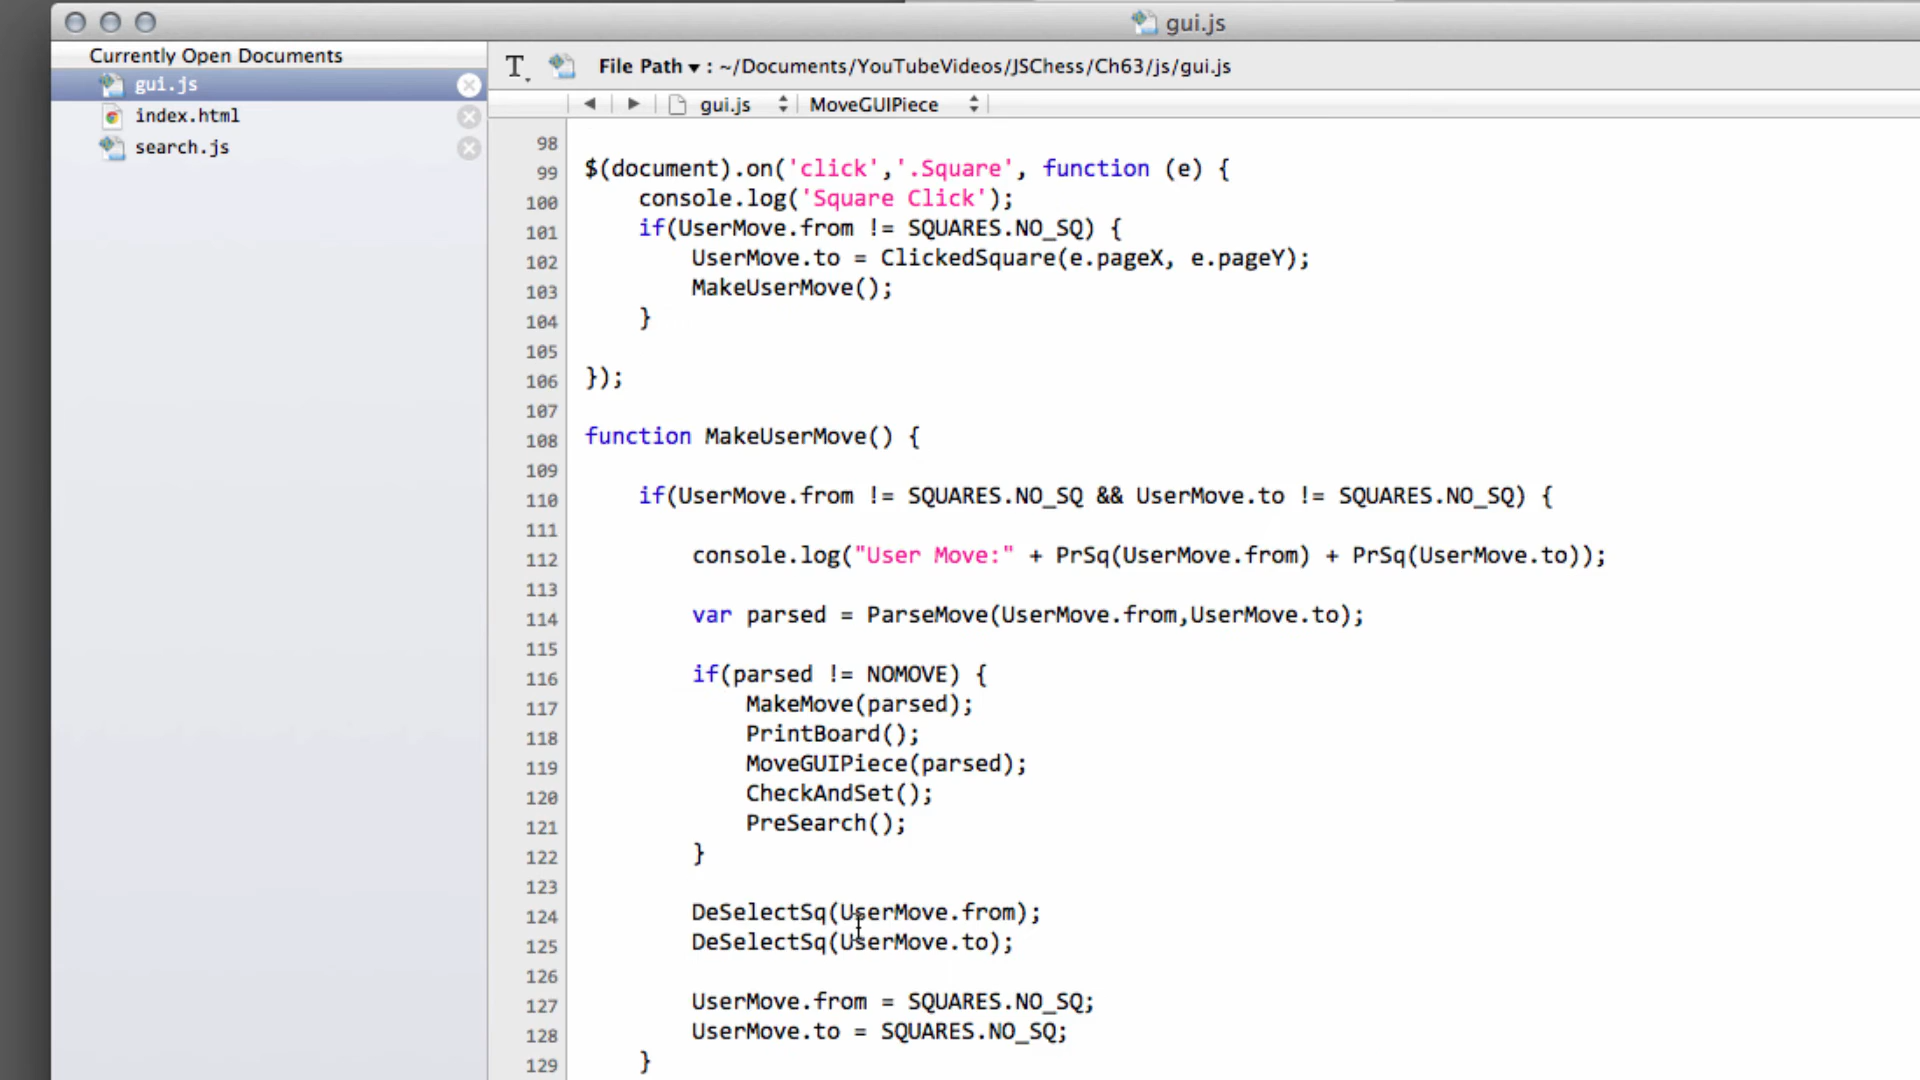 gui.js
Currently Open Documents
gui.js
index.html
search.js
T. File Path ▾ : ~/Documents/YouTubeVideos/JSChess/Ch63/js/gui.js
gui.js MoveGUIPiece
98
99 $(document).on('click','.Square', function (e) {
100 console.log('Square Click');
101 if(UserMove.from != SQUARES.NO_SQ) {
102 UserMove.to = ClickedSquare(e.pageX, e.pageY);
103 MakeUserMove();
104 }
105
106 });
107
108 function MakeUserMove() {
109
110 if(UserMove.from != SQUARES.NO_SQ && UserMove.to != SQUARES.NO_SQ) {
111
112 console.log("User Move:" + PrSq(UserMove.from) + PrSq(UserMove.to));
113
114 var parsed = ParseMove(UserMove.from,UserMove.to);
115
116 if(parsed != NOMOVE) {
117 MakeMove(parsed);
118 PrintBoard();
119 MoveGUIPiece(parsed);
120 CheckAndSet();
121 PreSearch();
122 }
123
124 DeSelectSq(UserMove.from);
125 DeSelectSq(UserMove.to);
126
127 UserMove.from = SQUARES.NO_SQ;
128 UserMove.to = SQUARES.NO_SQ;
129 }